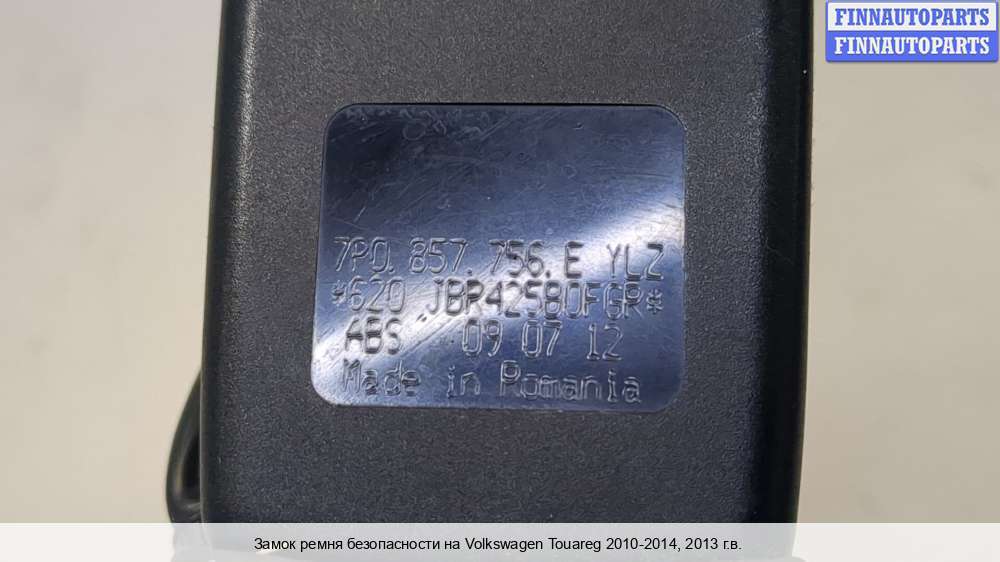 FINNAUTOPARTS
FINNAUTOPARTS
7P0. 857. 756. E YLZ
*620 JBR425B0FGR*
ABS 09 07 12
Made in Romania
Замок ремня безопасности на Volkswagen Touareg 2010-2014, 2013 г.в.